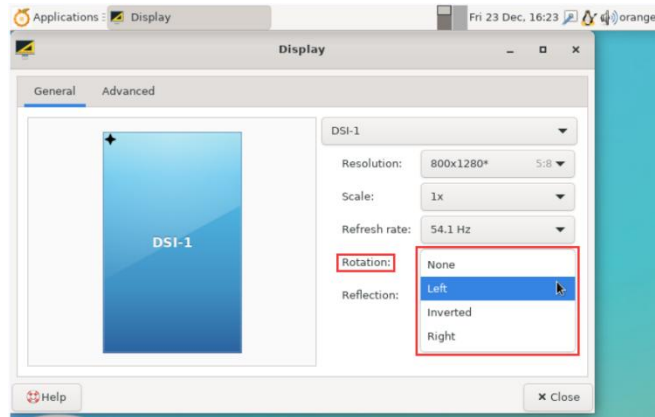 Applications Display Fri 23 Dec, 16:23 orange
Display
General Advanced
DSI-1
Resolution: 800x1280* 5:8
Scale: 1x
Refresh rate: 54.1 Hz
DSI-1
Rotation: None
Left
Reflection:
Inverted
Right
Help Close